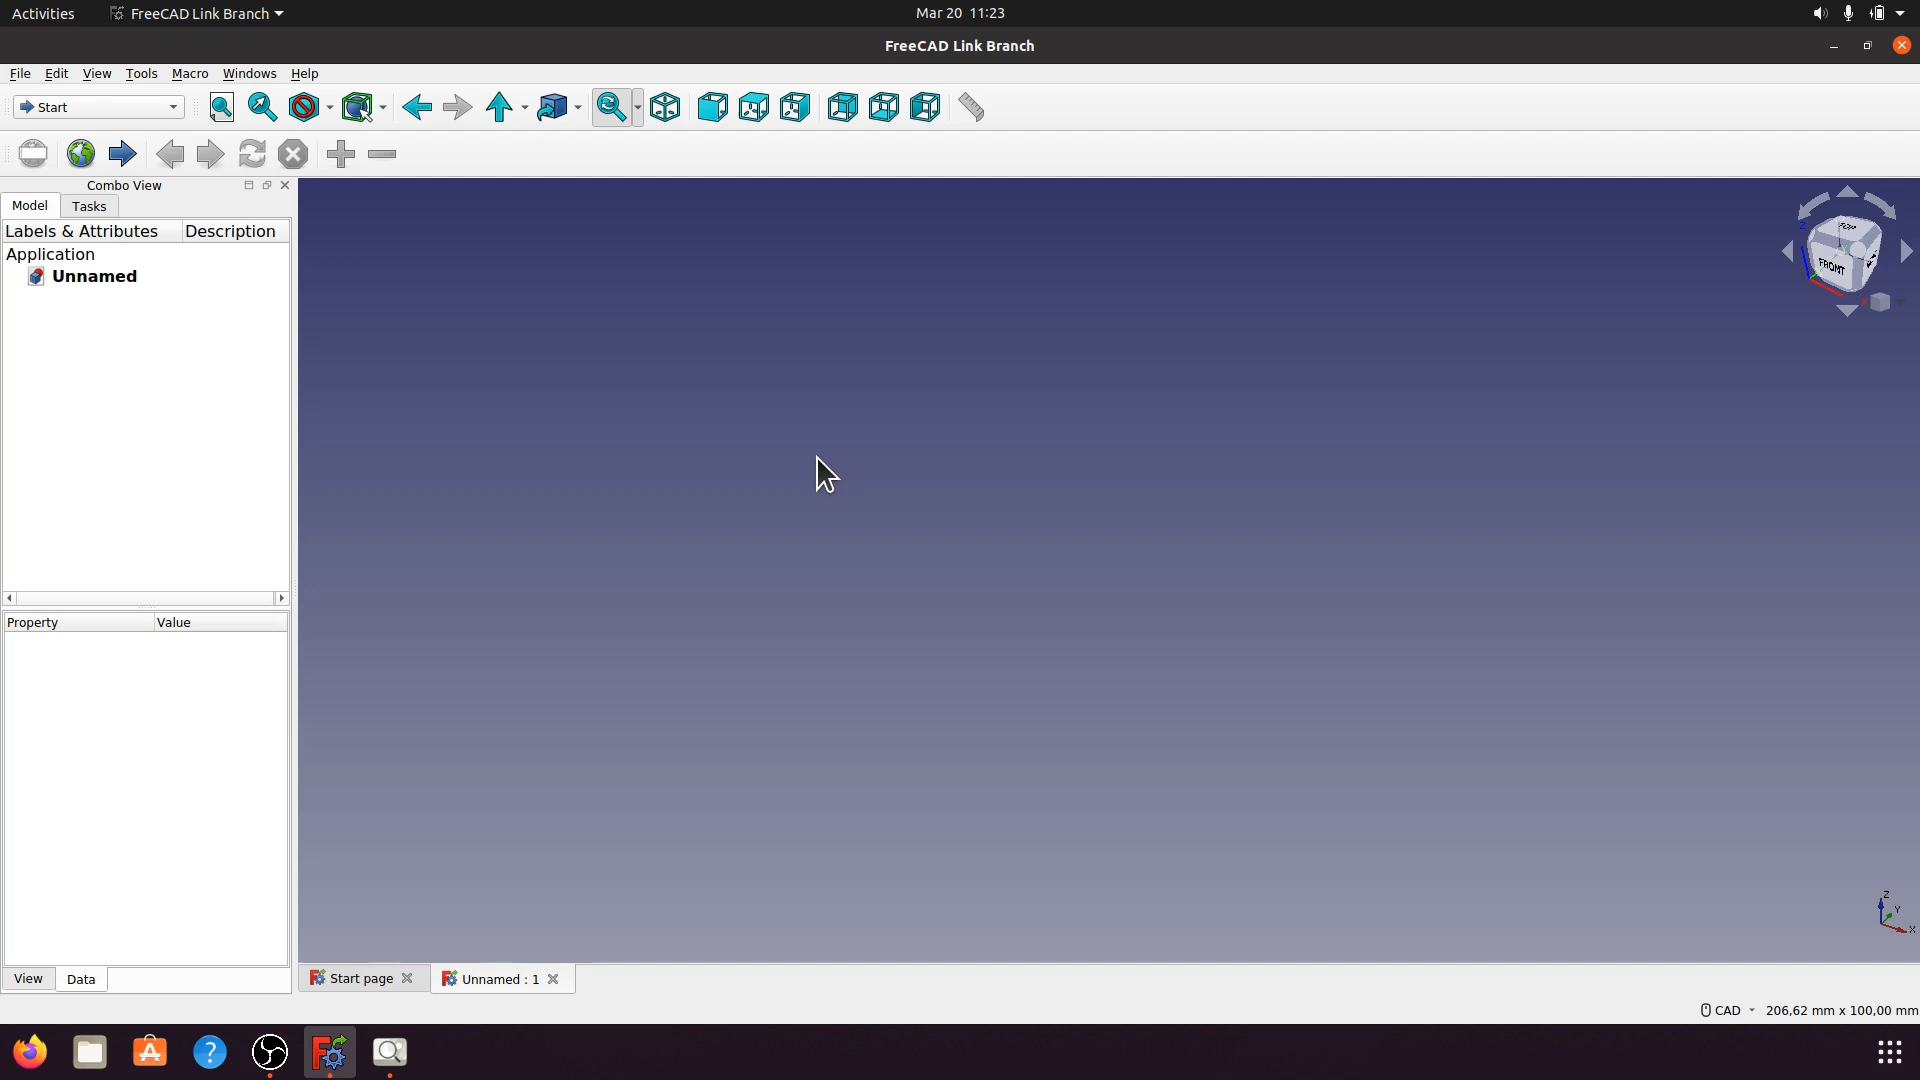 Activities FreeCAD Link Branch Mar 20 11:23
FreeCAD Link Branch
File Edit View Tools Macro Windows Help
Start
Combo View
Model Tasks
Labels & Attributes Description
Application
Unnamed
TOP
FRONT
Z
Property Value
Z
Y
X
View Data
Start page Unnamed : 1
CAD 206,62 mm x 100,00 mm